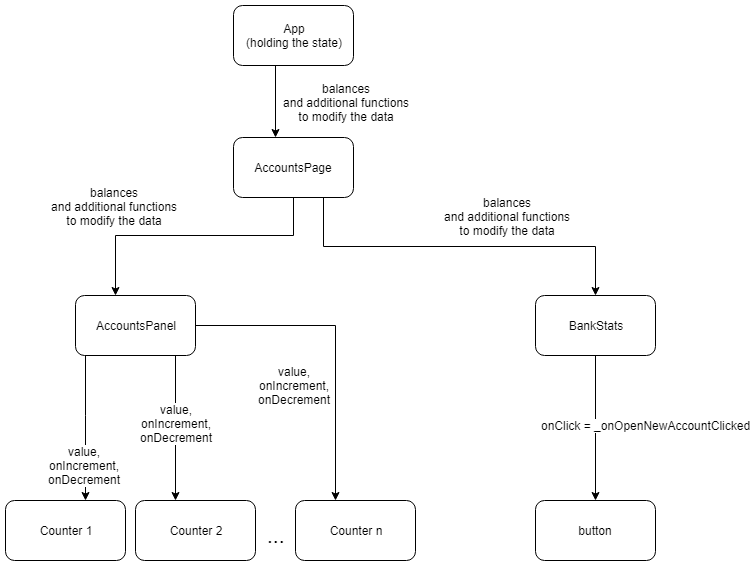 App
(holding the state)
balances
and additional functions
to modify the data
AccountsPage
balances
and additional functions
to modify the data
balances
and additional functions
to modify the data
AccountsPanel
BankStats
value,
onIncrement,
onDecrement
value,
onIncrement,
onDecrement
value,
onIncrement,
onDecrement
onClick = _onOpenNewAccountClicked
Counter 1
Counter 2
...
Counter n
button